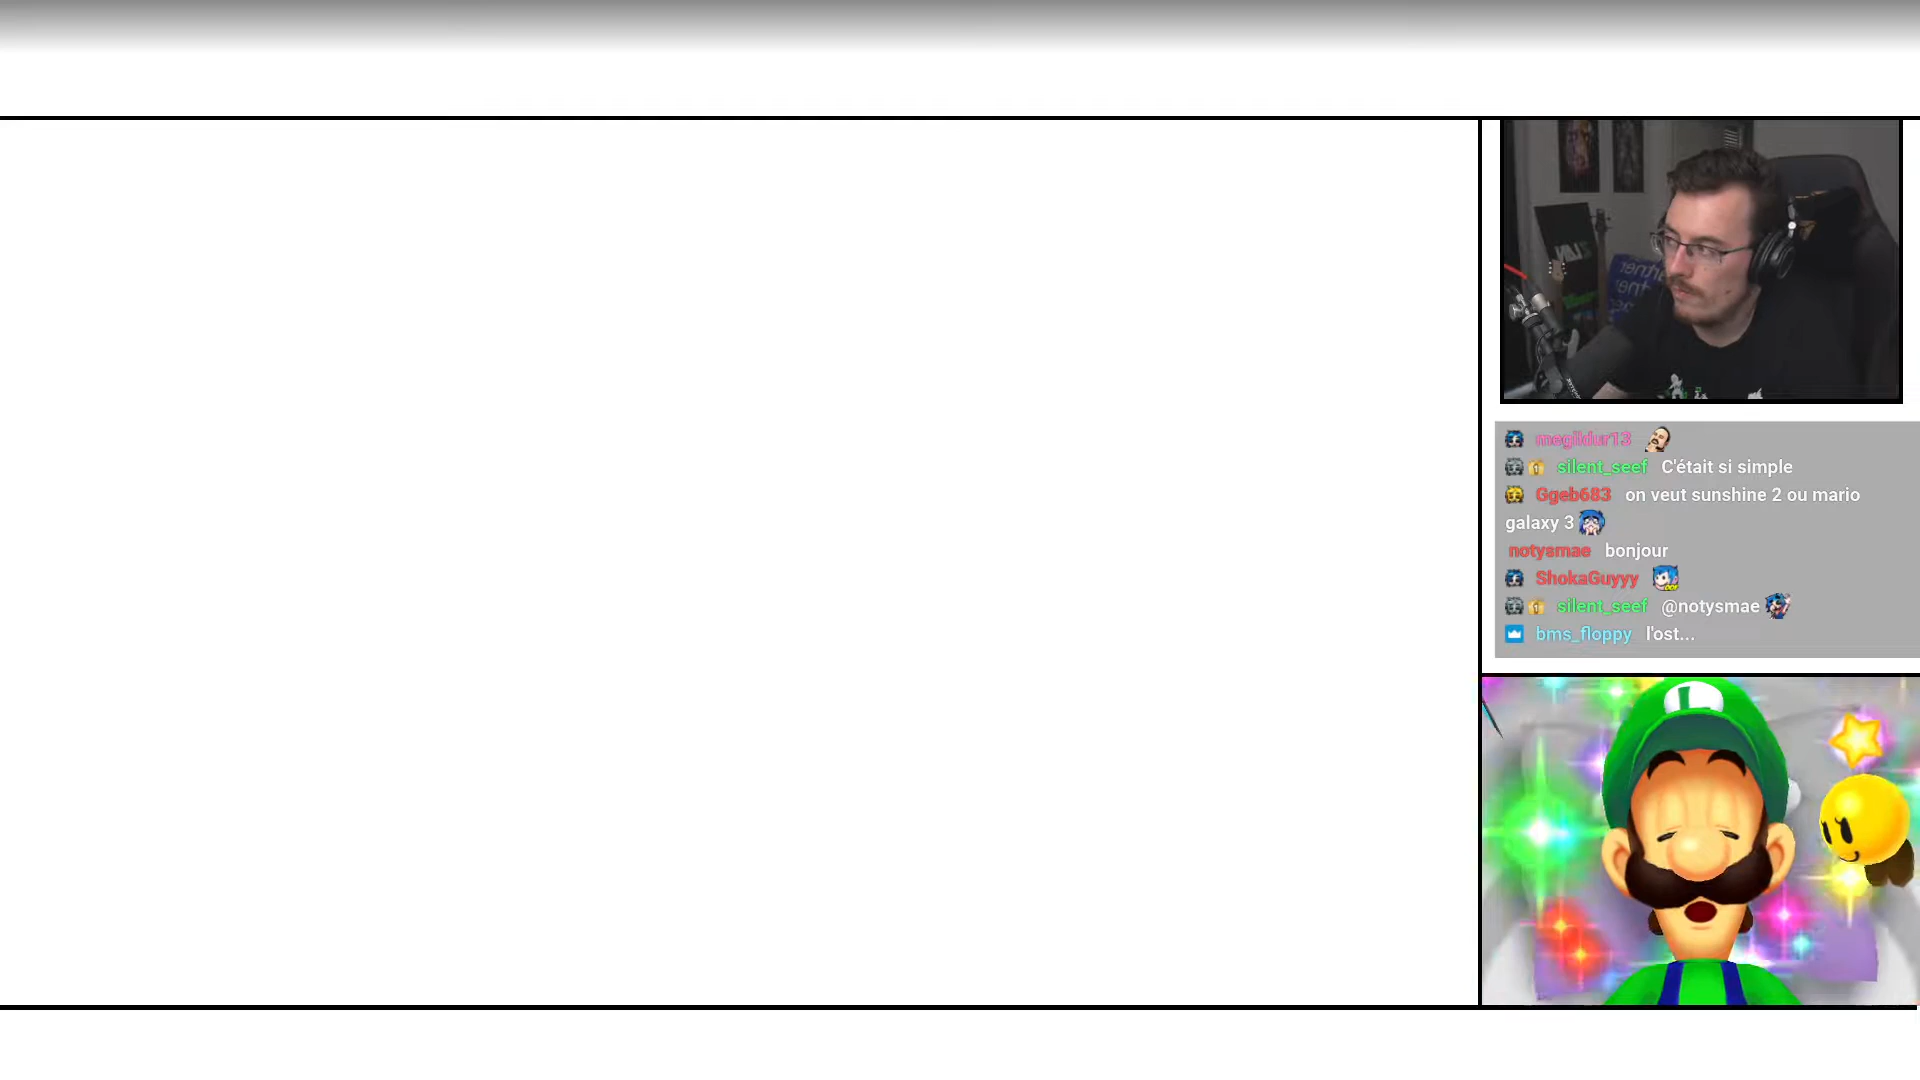 megildur13
silent_seef C'était si simple
Ggeb683 on veut sunshine 2 ou mario
galaxy 3
notysmae bonjour
ShokaGuyyy
silent_seef @notysmae
bms_floppy l'ost...
L